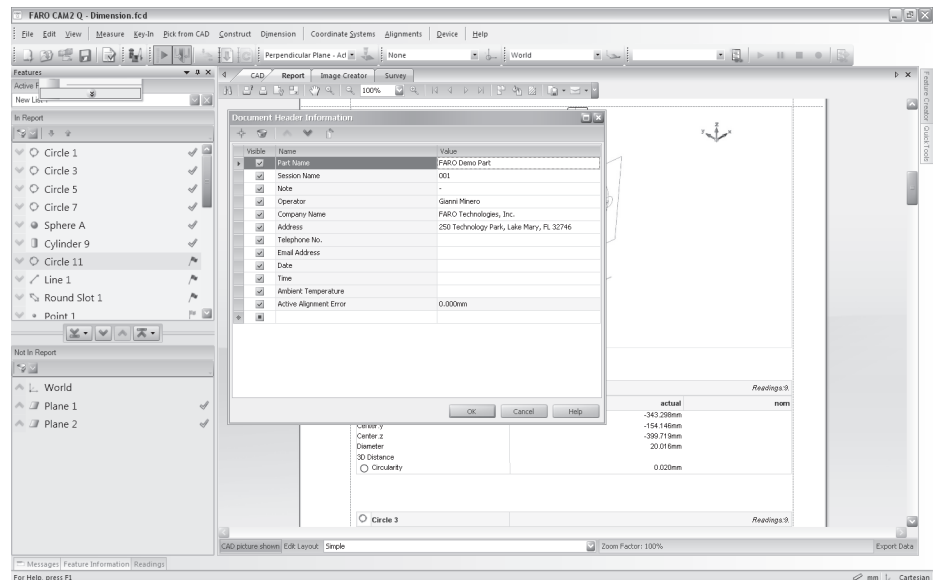 FARO CAM2 Q - Dimension.fcd
File Edit View Measure Key-In Pick from CAD Construct Dimension Coordinate Systems Alignments Device Help
Perpendicular Plane - Ad None World
Features
Active F
New List 1
In Report
Circle 1
Circle 3
Circle 5
Circle 7
Sphere A
Cylinder 9
Circle 11
Line 1
Round Slot 1
Point 1
Not In Report
World
Plane 1
Plane 2
CAD Report Image Creator Survey
100%
Document Header Information
Visible Name Value
Part Name FARO Demo Part
Session Name 001
Note -
Operator Gianni Minero
Company Name FARO Technologies, Inc.
Address 250 Technology Park, Lake Mary, FL 32746
Telephone No.
Email Address
Date
Time
Ambient Temperature
Active Alignment Error 0.000mm
OK Cancel Help
z
Readings:9.
actual nom
-343.298mm
Center.y -154.146mm
Center.z -399.719mm
Diameter 20.016mm
3D Distance
Circularity 0.020mm
Circle 3 Readings:9.
CAD picture shown Edit Layout Simple Zoom Factor: 100% Export Data
Feature Creator QuickTools
Messages Feature Information Readings
For Help, press F1 mm Cartesian